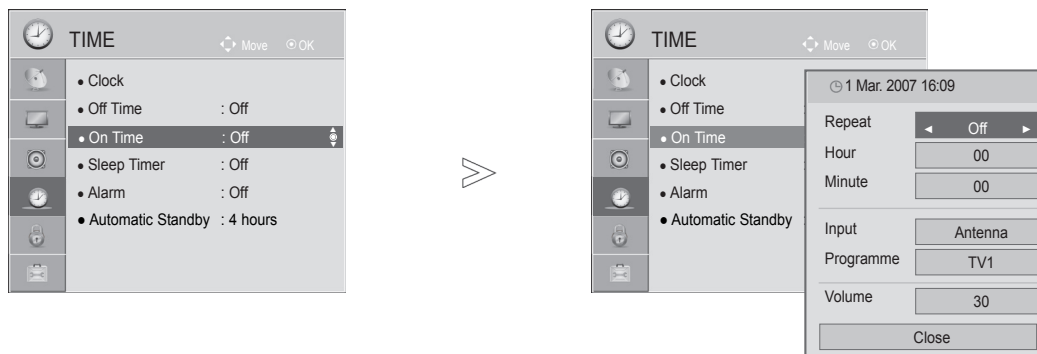 TIME
Move OK
• Clock
• Off Time : Off
• On Time : Off
• Sleep Timer : Off
• Alarm : Off
• Automatic Standby : 4 hours
TIME
Move OK
• Clock
• Off Time :
• On Time
• Sleep Timer :
• Alarm :
• Automatic Standby :
1 Mar. 2007 16:09
Repeat ◄ Off ►
Hour 00
Minute 00
Input Antenna
Programme TV1
Volume 30
Close